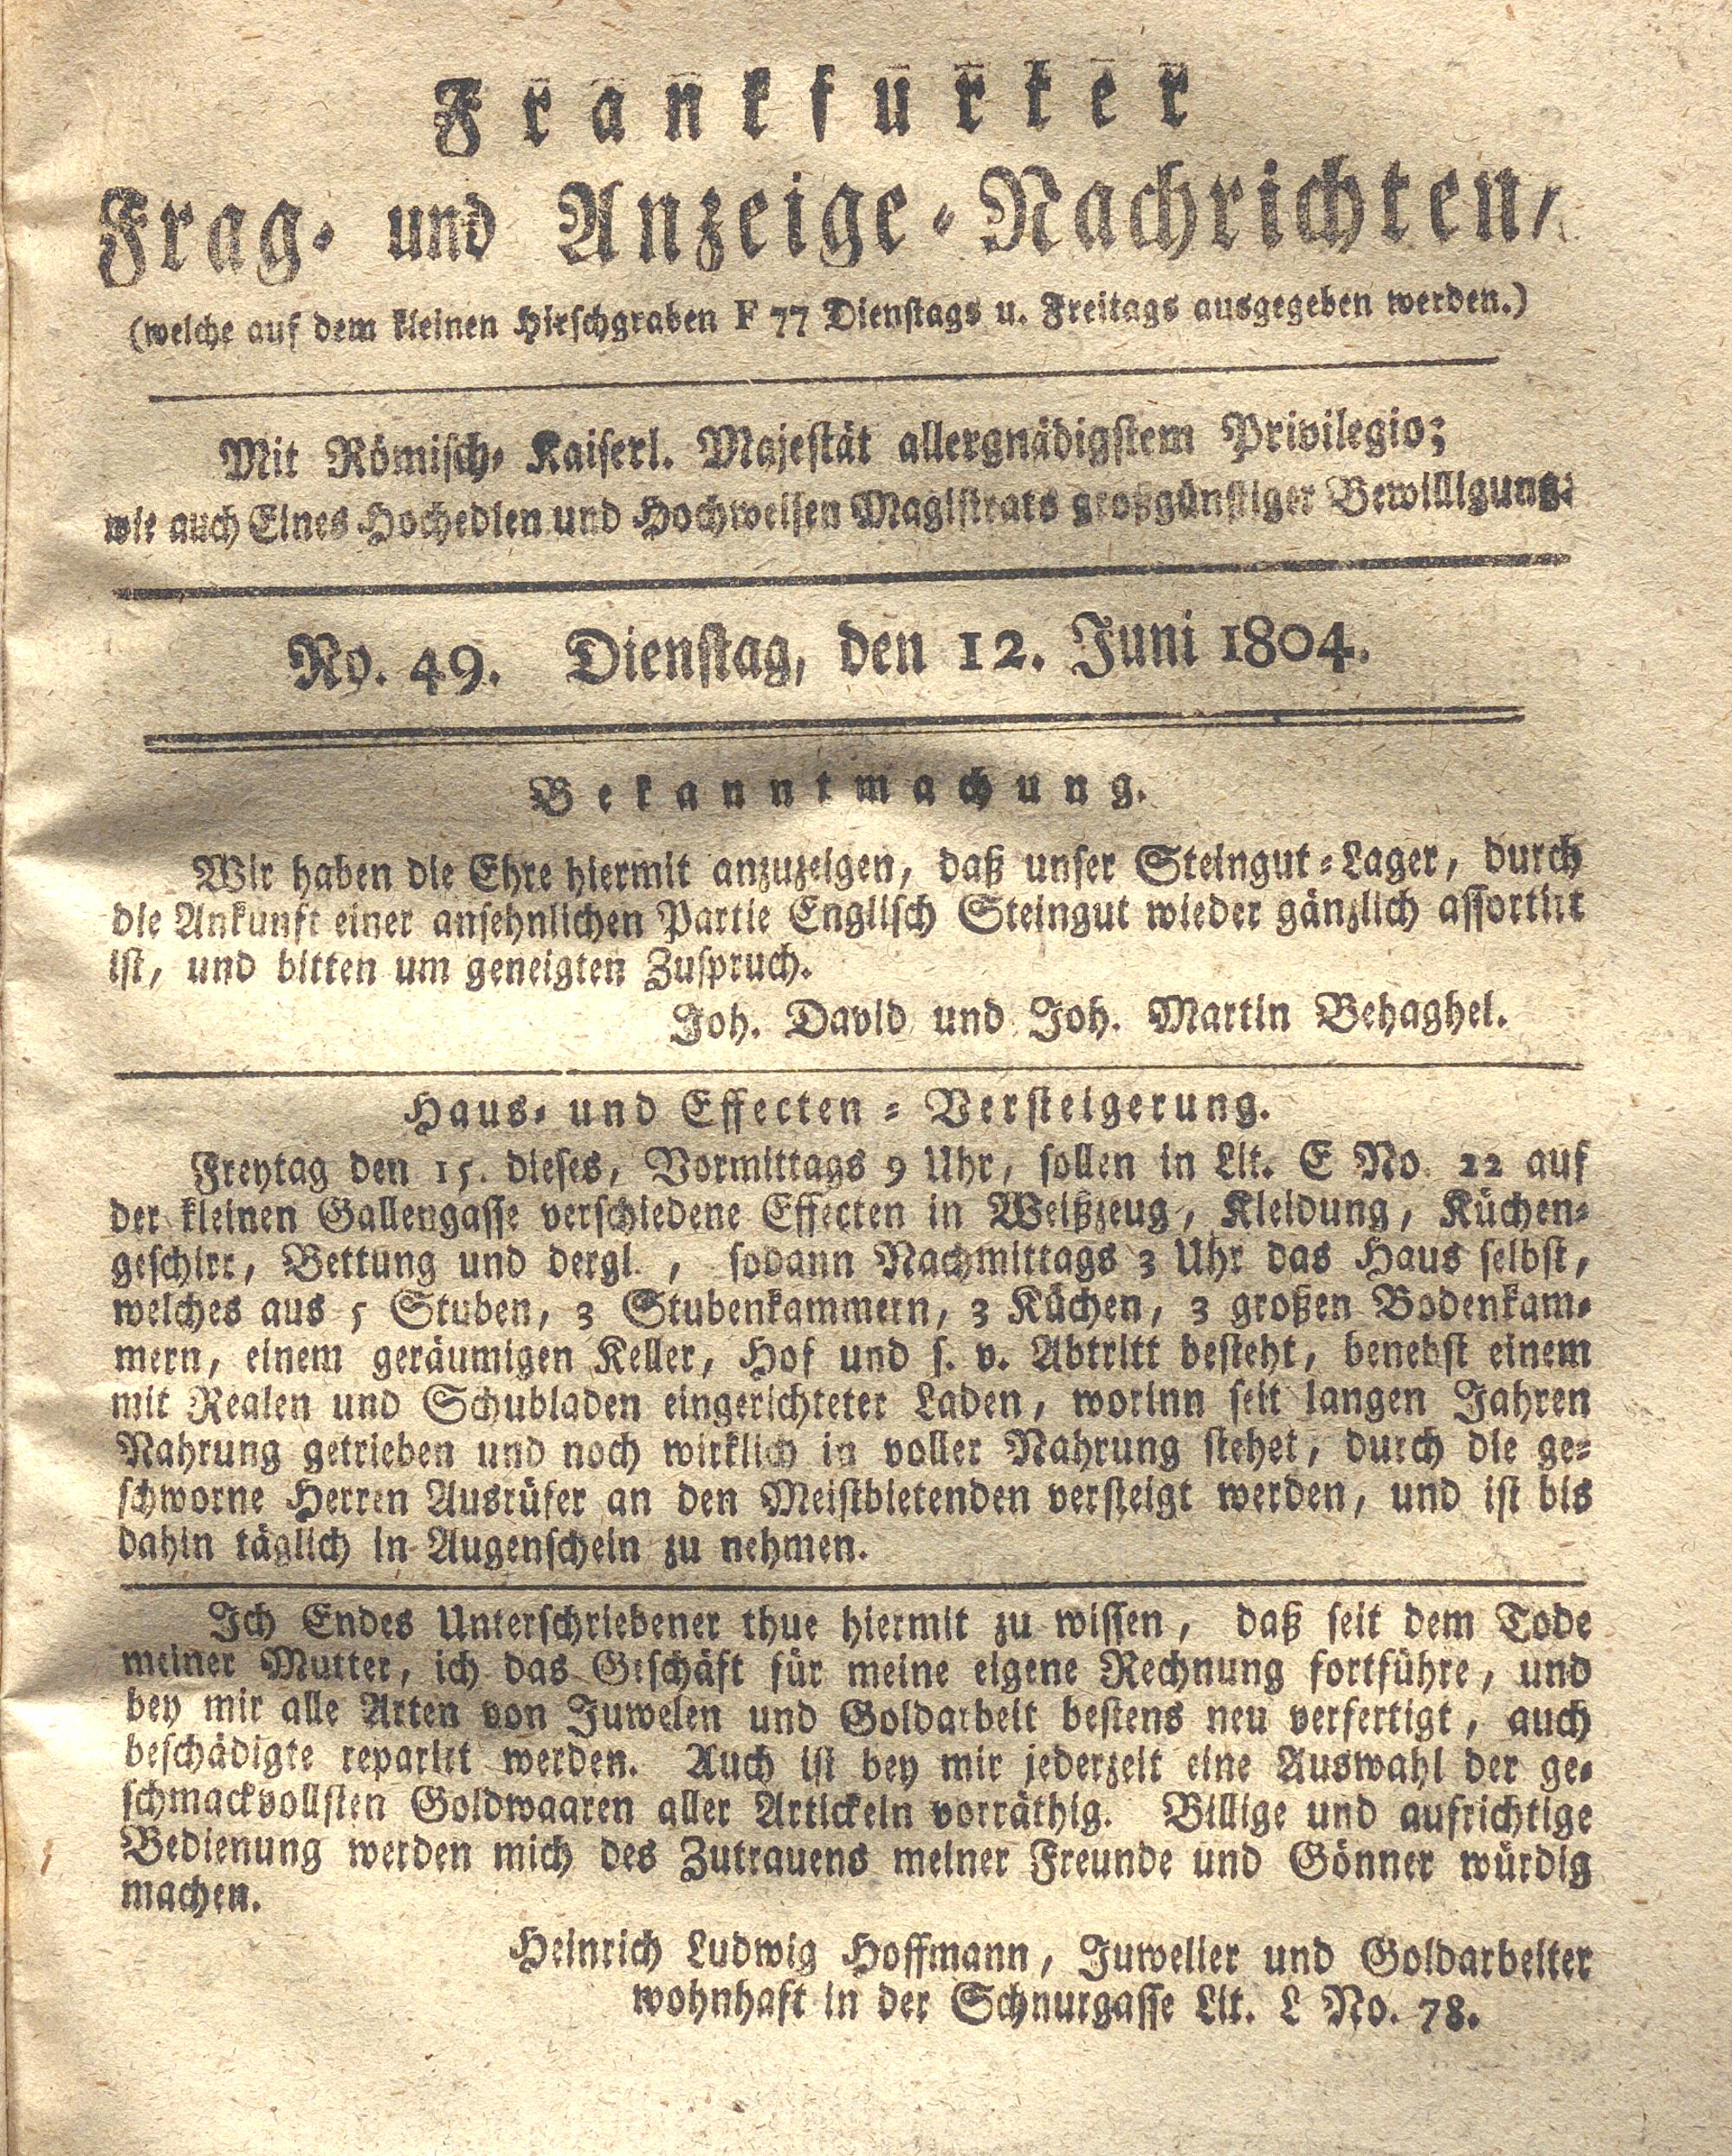 Frankfurter
Frag- und Anzeige-Nachrichten,
(welche auf dem kleinen Hirschgraben F 77 Dienstags u. Freitags ausgegeben werden.)
Mit Römisch- Kaiserl. Majestät allergnädigstem Privilegio;
wie auch Eines Hochedlen und Hochweisen Magistrats großgünstiger Bewilligung:
No. 49. Dienstag, den 12. Juni 1804.
Bekanntmachung.
Wir haben die Ehre hiermit anzuzeigen, daß unser Steingut-Lager, durch
die Ankunft einer ansehnlichen Partie Englisch Steingut wieder gänzlich assortirt
ist, und bitten um geneigten Zuspruch.
Joh. David und Joh. Martin Behaghel.
Haus- und Effecten-Versteigerung.
Freytag den 15. dieses, Vormittags 9 Uhr, sollen in Lit. E No. 22 auf
der kleinen Gallengasse verschiedene Effecten in Weißzeug, Kleidung, Küchen-
geschirr, Bettung und dergl., sodann Nachmittags 3 Uhr das Haus selbst,
welches aus 5 Stuben, 3 Stubenkammern, 3 Küchen, 3 großen Bodenkam-
mern, einem geräumigen Keller, Hof und s. v. Abtritt besteht, benebst einem
mit Realen und Schubladen eingerichteter Laden, worinn seit langen Jahren
Nahrung getrieben und noch wirklich in voller Nahrung stehet, durch die ge-
schworne Herren Ausrüfer an den Meistbietenden versteigt werden, und ist bis
dahin täglich in Augenschein zu nehmen.
Ich Endes Unterschriebener thue hiermit zu wissen, daß seit dem Tode
meiner Mutter, ich das Geschäft für meine eigene Rechnung fortführe, und
bey mir alle Arten von Juwelen und Goldarbeit bestens neu verfertigt, auch
beschädigte reparirt werden. Auch ist bey mir jederzeit eine Auswahl der ge-
schmackvollsten Goldwaaren aller Artickeln vorräthig. Billige und aufrichtige
Bedienung werden mich des Zutrauens meiner Freunde und Gönner würdig
machen.
Heinrich Ludwig Hoffmann, Juwelier und Goldarbeiter
wohnhaft in der Schnurgasse Lit. L No. 78.